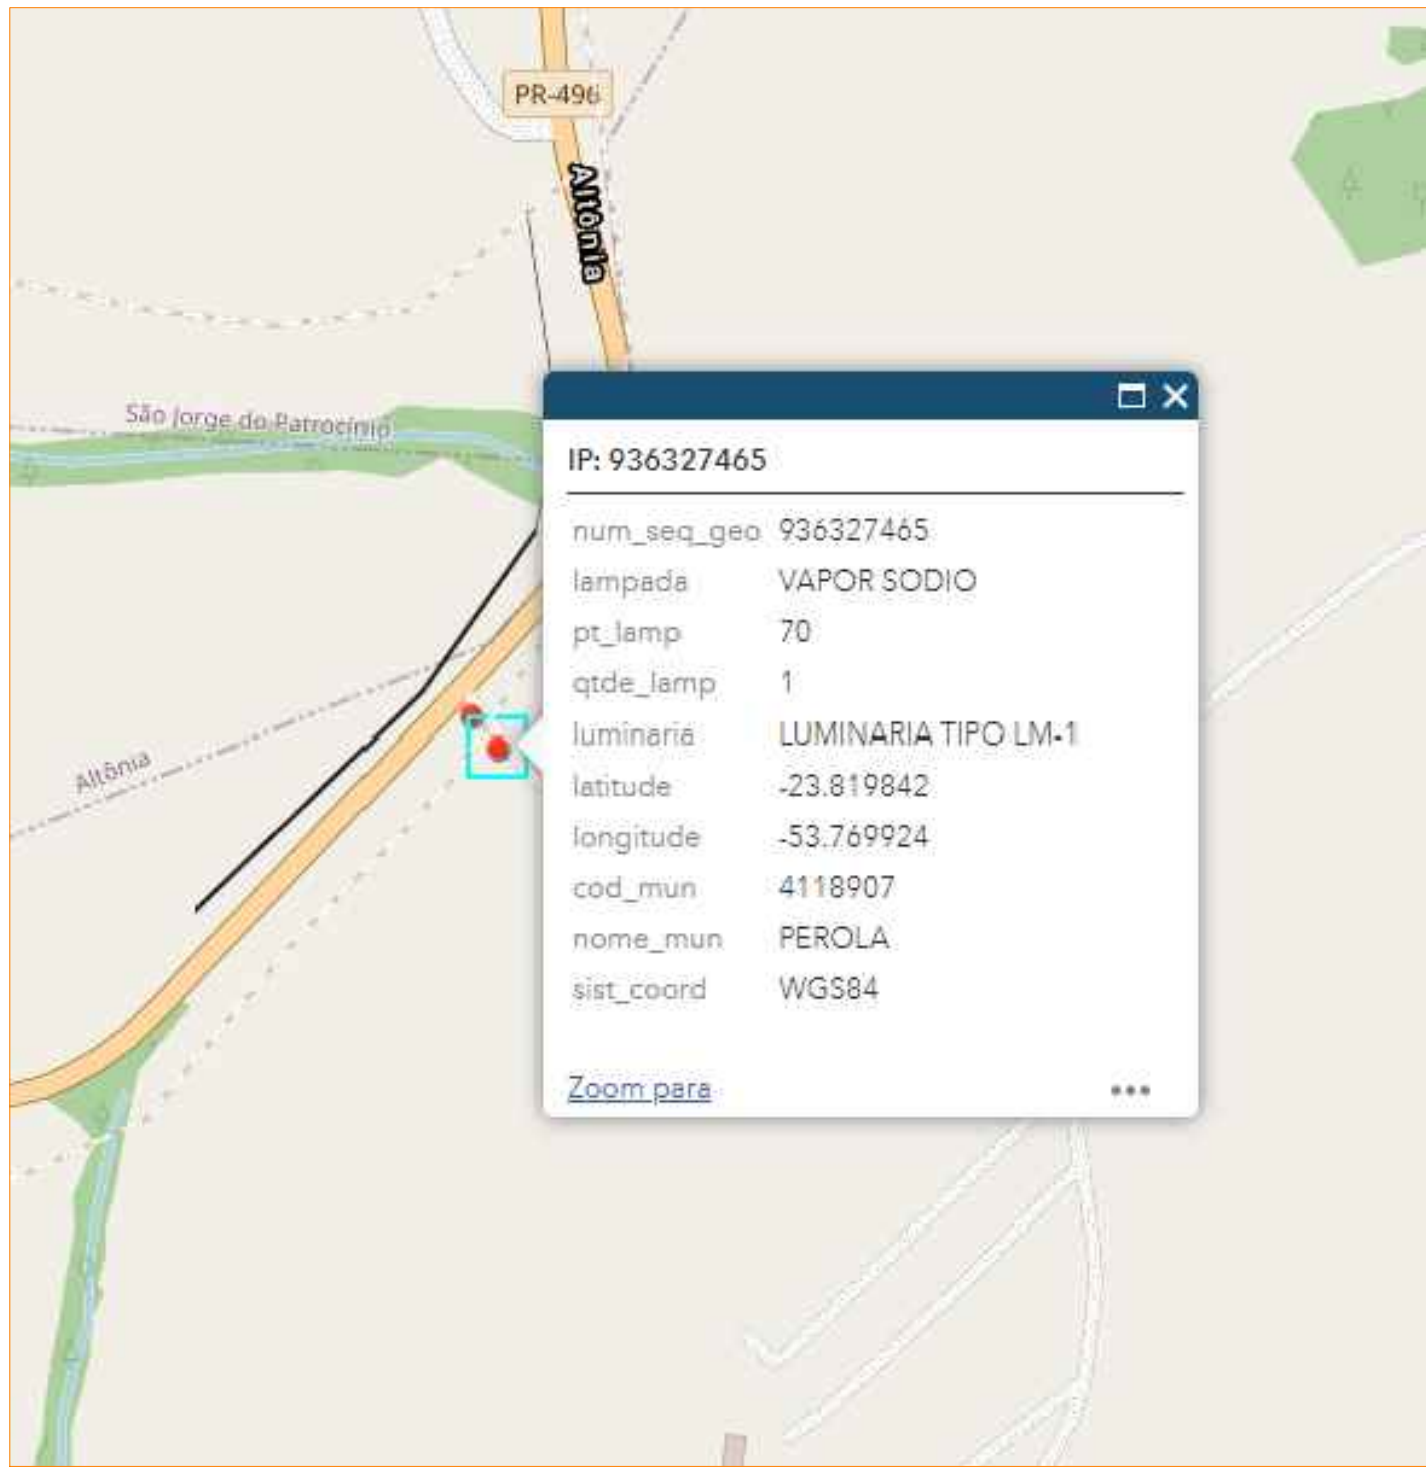 PR-496
Altônia
São Jorge do Patrocínio
Altônia
IP: 936327465
num_seq_geo 936327465
lampada VAPOR SODIO
pt_lamp 70
qtde_lamp 1
luminaria LUMINARIA TIPO LM-1
latitude -23.819842
longitude -53.769924
cod_mun 4118907
nome_mun PEROLA
sist_coord WGS84
Zoom para